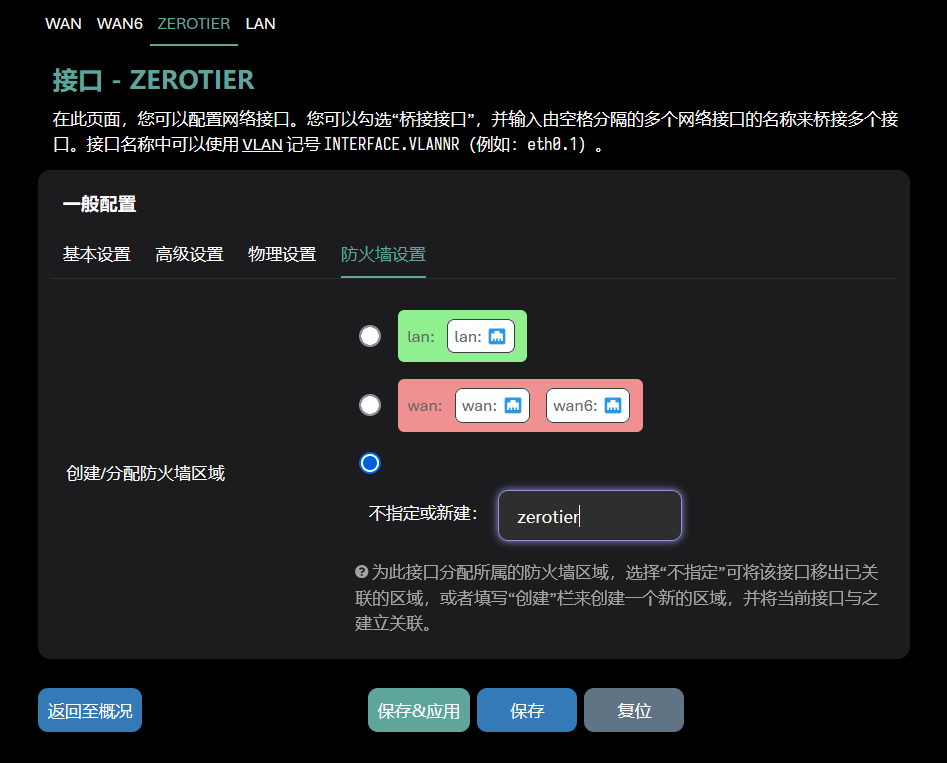 WAN WAN6 ZEROTIER LAN
接口 - ZEROTIER
在此页面，您可以配置网络接口。您可以勾选“桥接接口”，并输入由空格分隔的多个网络接口的名称来桥接多个接
口。接口名称中可以使用 VLAN 记号 INTERFACE.VLANNR（例如：eth0.1）。
一般配置
基本设置 高级设置 物理设置 防火墙设置
lan: lan:
wan: wan: wan6:
创建/分配防火墙区域
不指定或新建： zerotier
为此接口分配所属的防火墙区域，选择“不指定”可将该接口移出已关
联的区域，或者填写“创建”栏来创建一个新的区域，并将当前接口与之
建立关联。
返回至概况 保存&应用 保存 复位